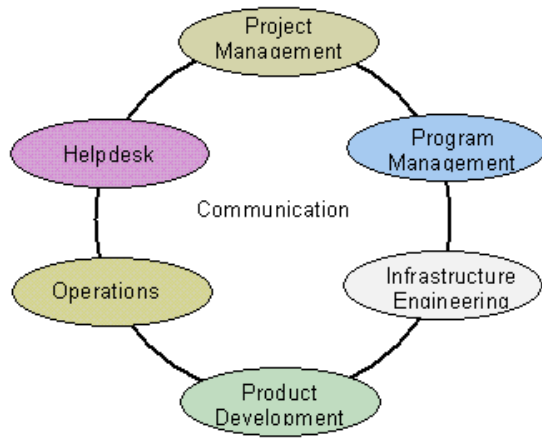 Project
Management
Helpdesk
Program
Management
Communication
Operations
Infrastructure
Engineering
Product
Development